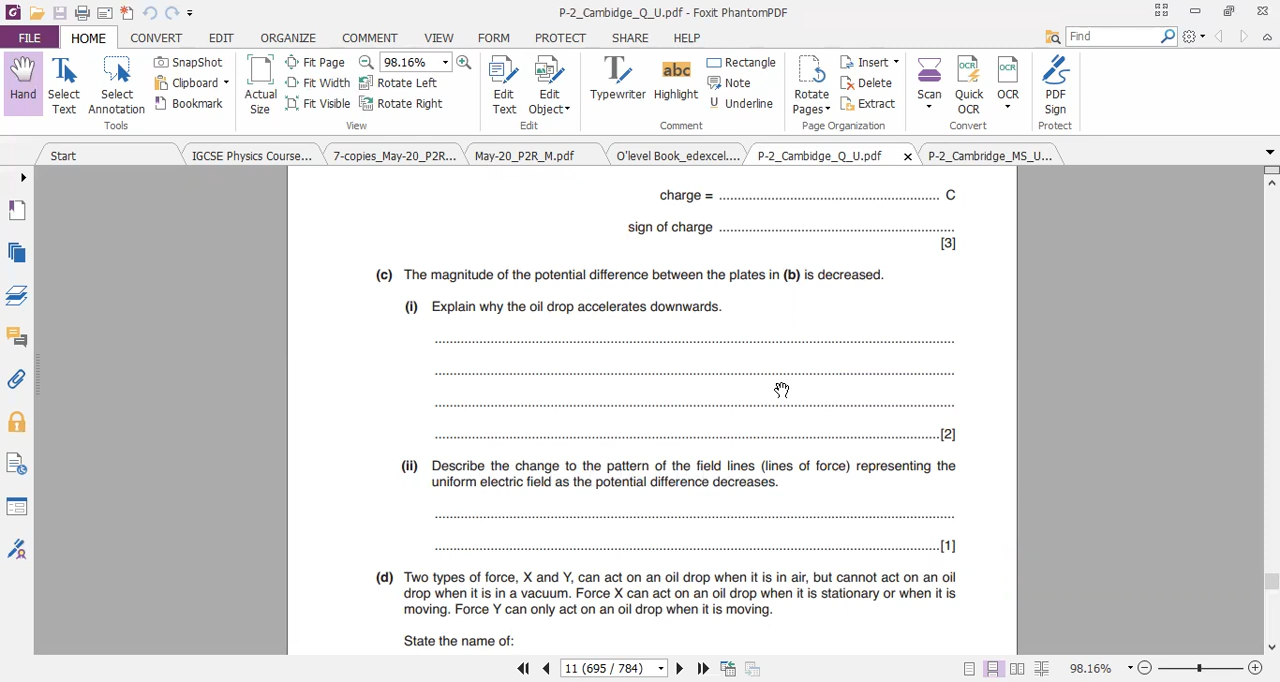 P-2_Cambidge_Q_U.pdf - Foxit PhantomPDF
FILE HOME CONVERT EDIT ORGANIZE COMMENT VIEW FORM PROTECT SHARE HELP Find
Hand
Select Text
Select Annotation
SnapShot
Clipboard
Bookmark
Tools
Actual Size
Fit Page
Fit Width
Fit Visible
98.16%
Rotate Left
Rotate Right
View
Edit Text
Edit Object
Edit
Typewriter
abc
Highlight
Rectangle
Note
U Underline
Comment
Rotate Pages
Insert
Delete
Extract
Page Organization
Scan
OCR
Quick OCR
OCR
OCR
Convert
PDF Sign
Protect
Start IGCSE Physics Course... 7-copies_May-20_P2R... May-20_P2R_M.pdf O'level Book_edexcel.... P-2_Cambidge_Q_U.pdf P-2_Cambridge_MS_U...
charge = ........................................................ C
sign of charge ............................................................
[3]
(c) The magnitude of the potential difference between the plates in (b) is decreased.
(i) Explain why the oil drop accelerates downwards.
..................................................................................................................................
..................................................................................................................................
..................................................................................................................................
..............................................................................................................................[2]
(ii) Describe the change to the pattern of the field lines (lines of force) representing the
uniform electric field as the potential difference decreases.
..................................................................................................................................
..............................................................................................................................[1]
(d) Two types of force, X and Y, can act on an oil drop when it is in air, but cannot act on an oil
drop when it is in a vacuum. Force X can act on an oil drop when it is stationary or when it is
moving. Force Y can only act on an oil drop when it is moving.
State the name of:
11 (695 / 784) 98.16%